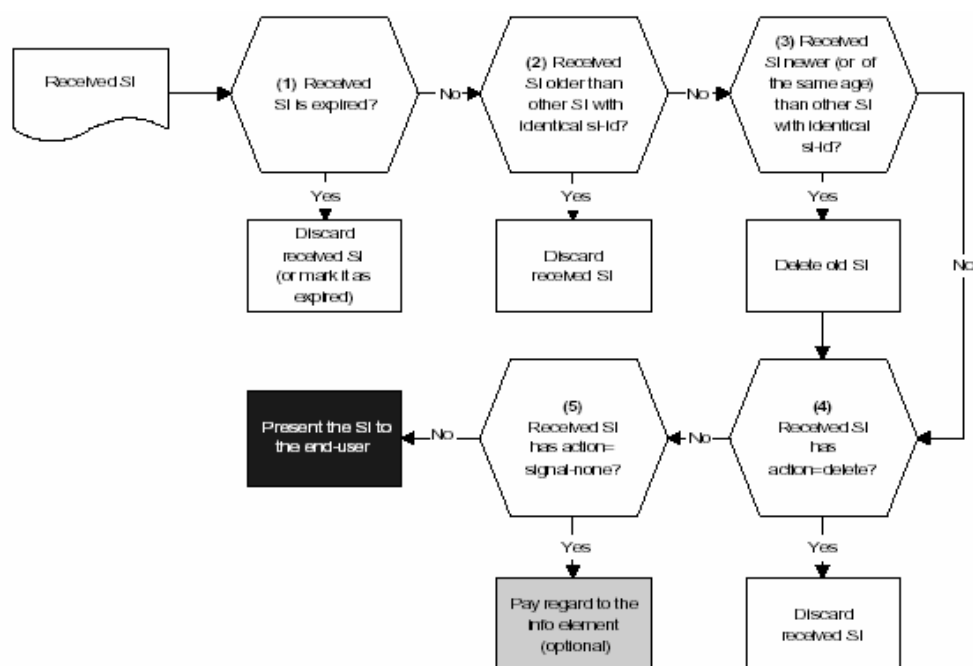 Received SI
(1) Received
SI is expired?
No
(2) Received
SI older than
other SI with
identical si-id?
No
(3) Received
SI newer (or of
the same age)
than other SI
with identical
si-id?
Yes
Yes
Yes
Discard
received SI
(or mark it as
expired)
Discard
received SI
Delete old SI
No
Present the SI to
the end-user
No
(5)
Received SI
has action=
signal-none?
No
(4)
Received SI
has
action=delete?
Yes
Yes
Pay regard to the
info element
(optional)
Discard
received SI